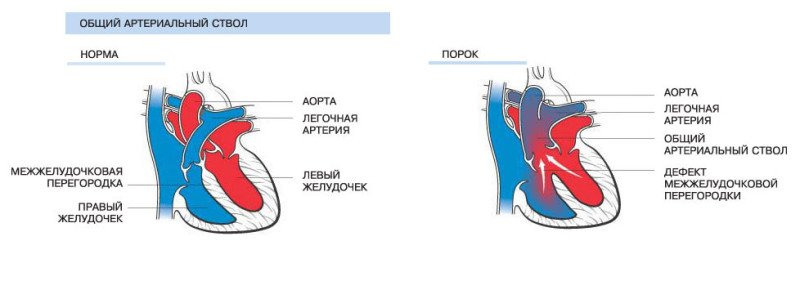 ОБЩИЙ АРТЕРИАЛЬНЫЙ СТВОЛ
НОРМА
АОРТА
ЛЕГОЧНАЯ
АРТЕРИЯ
МЕЖЖЕЛУДОЧКОВАЯ
ПЕРЕГОРОДКА
ЛЕВЫЙ
ЖЕЛУДОЧЕК
ПРАВЫЙ
ЖЕЛУДОЧЕК
ПОРОК
АОРТА
ЛЕГОЧНАЯ
АРТЕРИЯ
ОБЩИЙ
АРТЕРИАЛЬНЫЙ СТВОЛ
ДЕФЕКТ
МЕЖЖЕЛУДОЧКОВОЙ
ПЕРЕГОРОДКИ